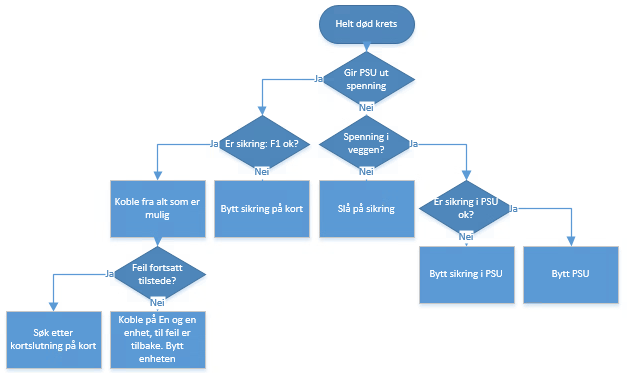 Helt død krets
Gir PSU ut
spenning
Ja
Nei
Er sikring: F1 ok?
Spenning i
veggen?
Ja
Nei
Nei
Ja
Koble fra alt som er
mulig
Bytt sikring på kort
Slå på sikring
Er sikring i PSU
ok?
Ja
Nei
Feil fortsatt
tilstede?
Ja
Nei
Bytt sikring i PSU
Bytt PSU
Søk etter
kortslutning på kort
Koble på En og en
enhet, til feil er
tilbake. Bytt
enheten